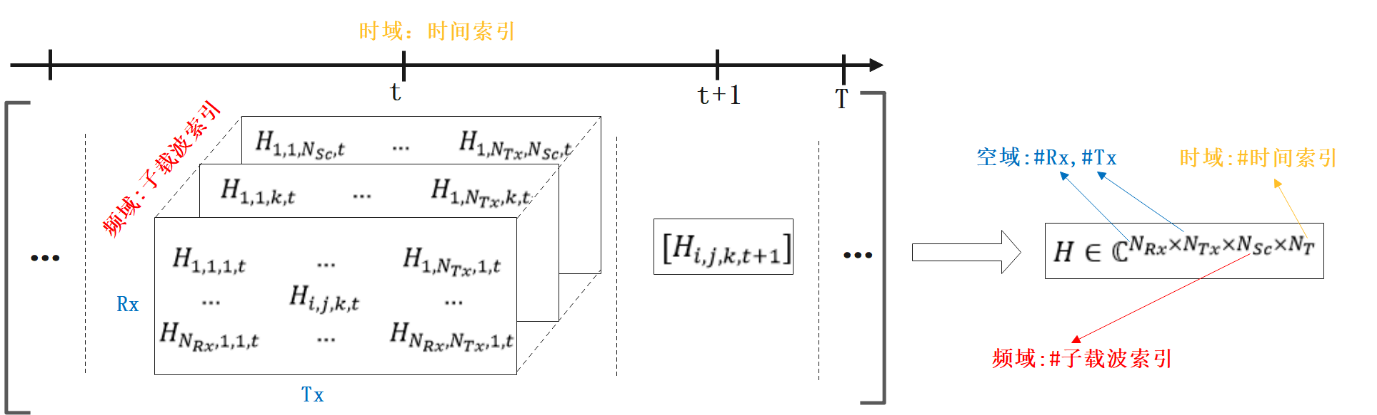 时域: 时间索引
t
t+1
T
频域:子载波索引
H_{1,1,N_{Sc},t} ... H_{1,N_{Tx},N_{Sc},t}
H_{1,1,k,t} ... H_{1,N_{Tx},k,t}
H_{1,1,1,t} ... H_{1,N_{Tx},1,t}
... H_{i,j,k,t} ...
H_{N_{Rx},1,1,t} ... H_{N_{Rx},N_{Tx},1,t}
Rx
Tx
...
[H_{i,j,k,t+1}]
...
空域:#Rx,#Tx
时域:#时间索引
H ∈ ℂ^{N_{Rx}×N_{Tx}×N_{Sc}×N_T}
频域:#子载波索引